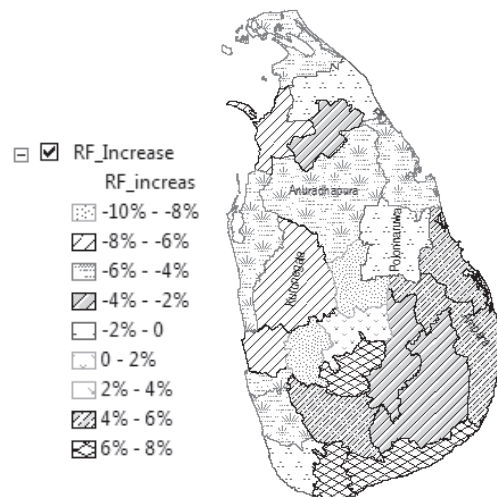 RF_Increase
RF_increas
-10% - -8%
-8% - -6%
-6% - -4%
-4% - -2%
-2% - 0
0 - 2%
2% - 4%
4% - 6%
6% - 8%
Anuradhapura
Polonnaruwa
Kurunegala